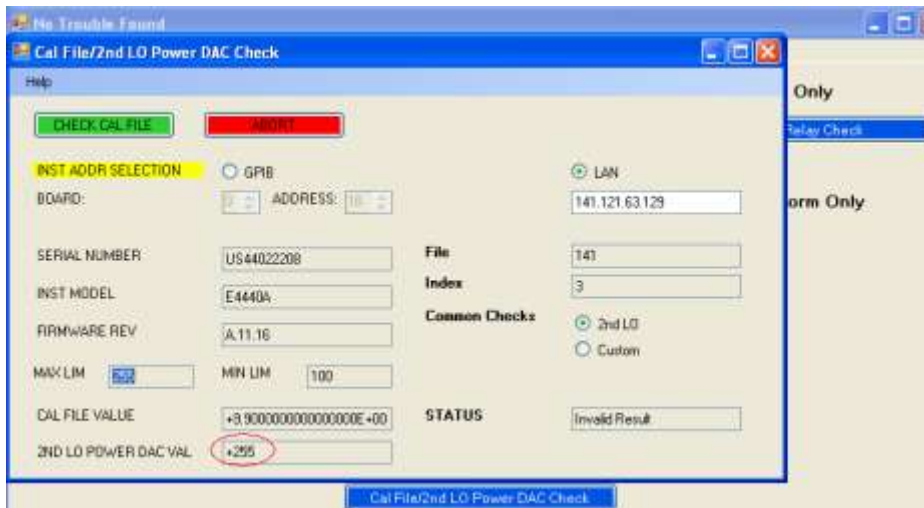 No Trouble Found
Cal File/2nd LO Power DAC Check
Help
Only
CHECK CAL FILE ABORT
Relay Check
INST ADDR SELECTION GPIB LAN
BOARD: ADDRESS: 141.121.63.129
orm Only
SERIAL NUMBER US44022208 File 141
INST MODEL E4440A Index 3
FIRMWARE REV A.11.16 Common Checks 2nd LO
Custom
MAX LIM 255 MIN LIM 100
CAL FILE VALUE STATUS Invalid Result
2ND LO POWER DAC VAL +255
Cal File/2nd LO Power DAC Check